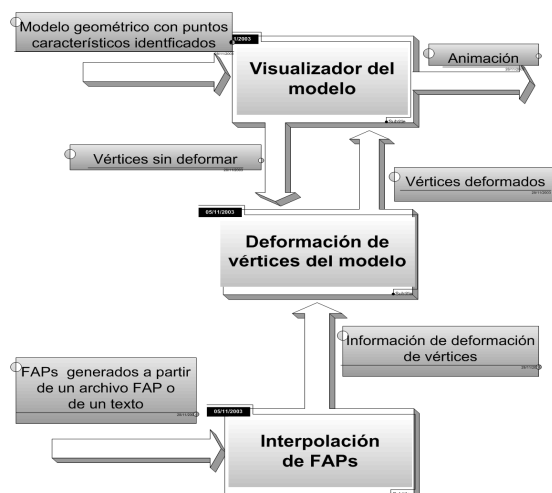 Modelo geométrico con puntos
característicos identficados
/2003
Visualizador del
modelo
Animación
Vértices sin deformar
Vértices deformados
05/11/2003
Deformación de
vértices del modelo
Información de deformación
de vértices
FAPs generados a partir
de un archivo FAP o
de un texto
05/11/2003
Interpolación
de FAPs